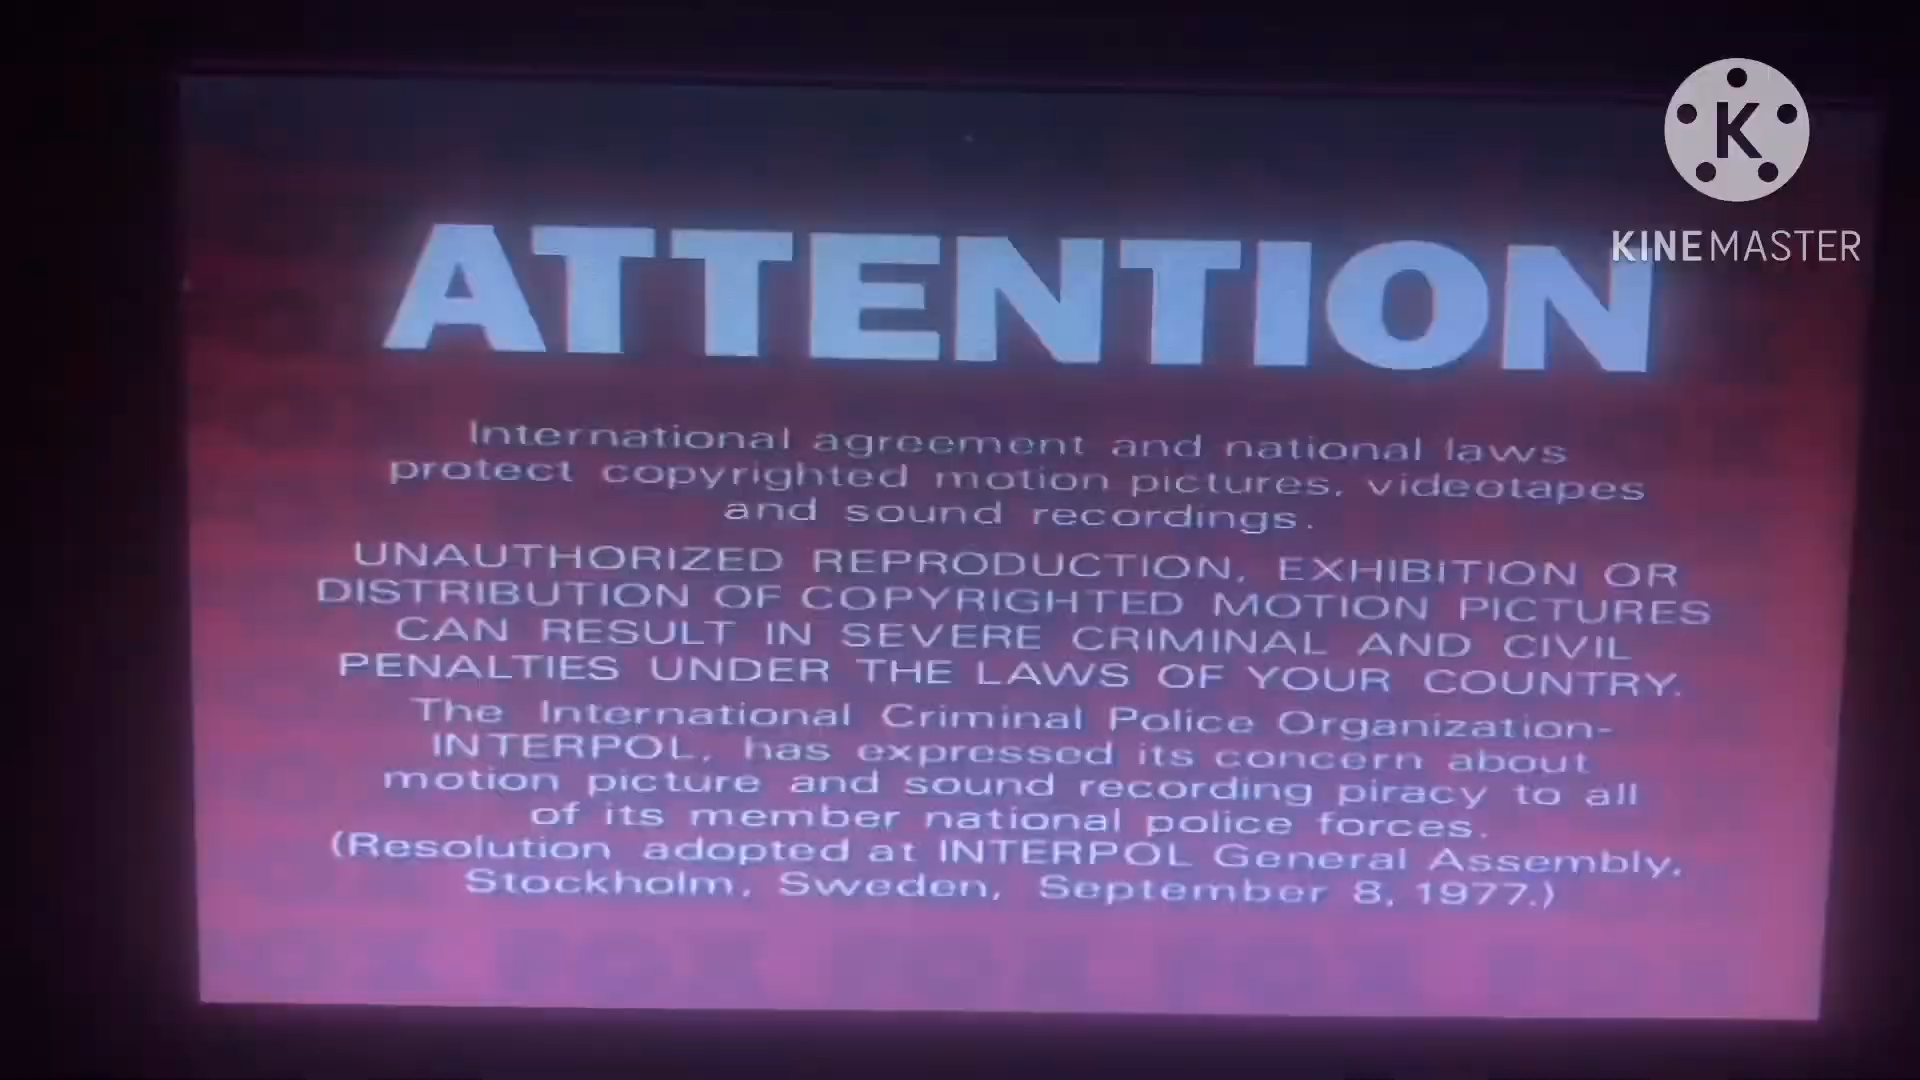 K
KINEMASTER
ATTENTION
International agreement and national laws
protect copyrighted motion pictures, videotapes
and sound recordings.
UNAUTHORIZED REPRODUCTION, EXHIBITION OR
DISTRIBUTION OF COPYRIGHTED MOTION PICTURES
CAN RESULT IN SEVERE CRIMINAL AND CIVIL
PENALTIES UNDER THE LAWS OF YOUR COUNTRY.
The International Criminal Police Organization-
INTERPOL, has expressed its concern about
motion picture and sound recording piracy to all
of its member national police forces.
(Resolution adopted at INTERPOL General Assembly,
Stockholm, Sweden, September 8, 1977.)